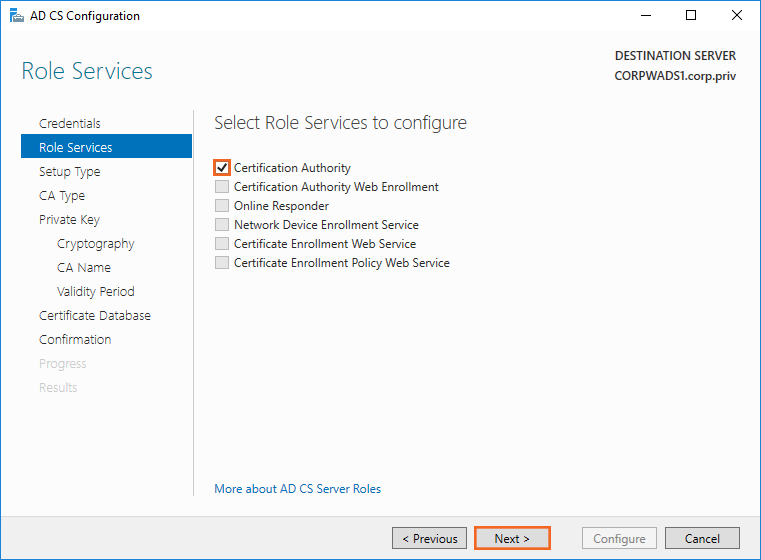 AD CS Configuration
Role Services
DESTINATION SERVER
CORPWADS1.corp.priv
Credentials
Role Services
Setup Type
CA Type
Private Key
Cryptography
CA Name
Validity Period
Certificate Database
Confirmation
Progress
Results
Select Role Services to configure
Certification Authority
Certification Authority Web Enrollment
Online Responder
Network Device Enrollment Service
Certificate Enrollment Web Service
Certificate Enrollment Policy Web Service
More about AD CS Server Roles
< Previous
Next >
Configure
Cancel